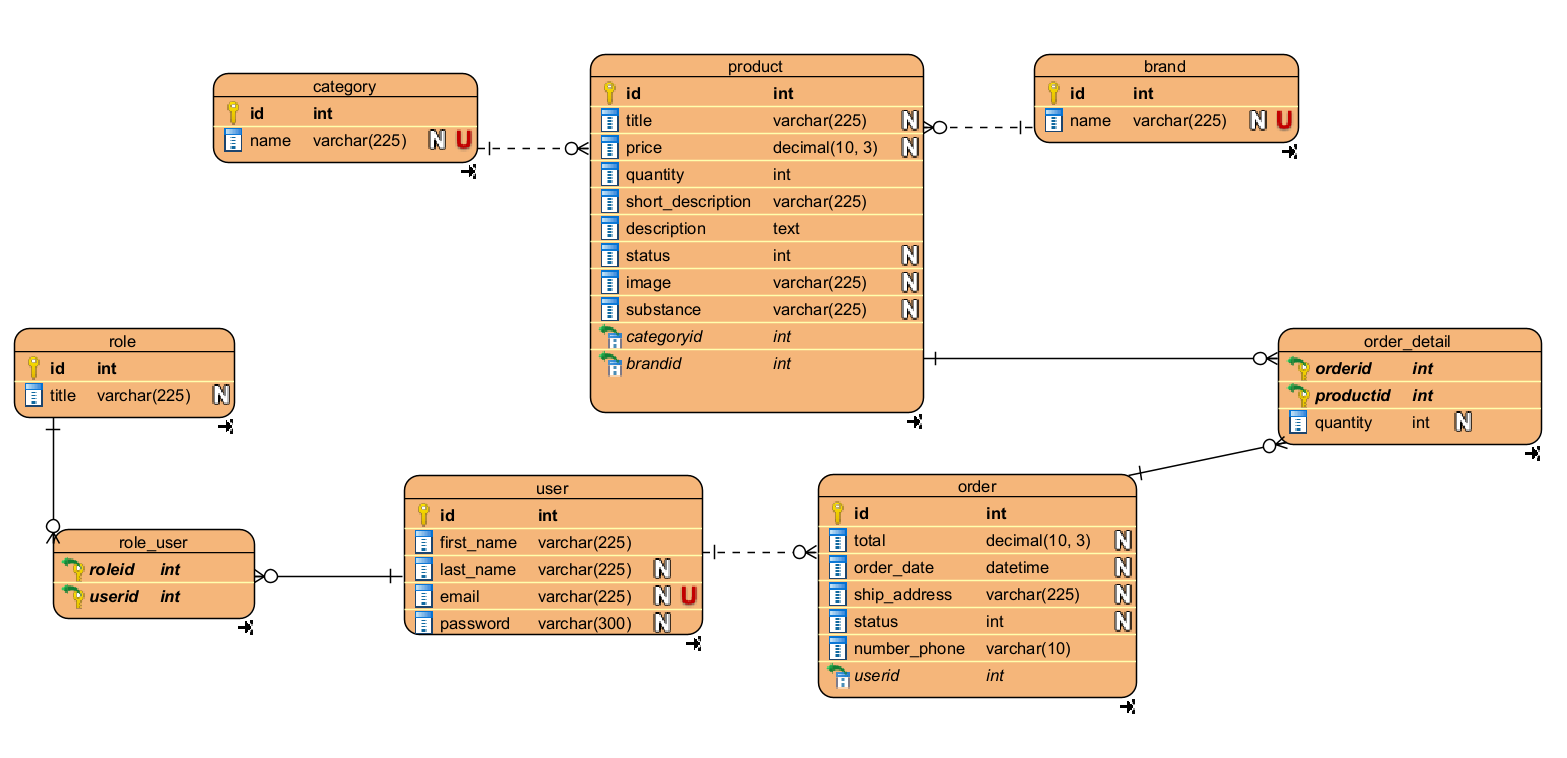 category
id int
name varchar(225) N U
product
id int
title varchar(225) N
price decimal(10, 3) N
quantity int
short_description varchar(225)
description text
status int N
image varchar(225) N
substance varchar(225) N
categoryid int
brandid int
brand
id int
name varchar(225) N U
role
id int
title varchar(225) N
order_detail
orderid int
productid int
quantity int N
role_user
roleid int
userid int
user
id int
first_name varchar(225)
last_name varchar(225) N
email varchar(225) N U
password varchar(300) N
order
id int
total decimal(10, 3) N
order_date datetime N
ship_address varchar(225) N
status int N
number_phone varchar(10)
userid int